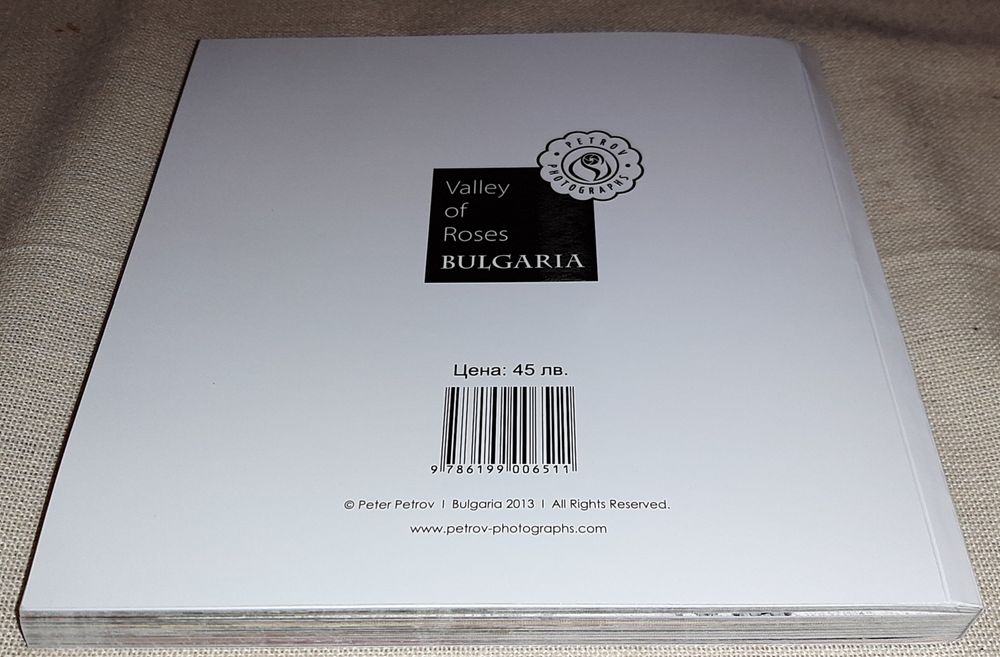 PETROV
PHOTOGRAPHS
Valley
of
Roses
BULGARIA
Цена: 45 лв.
9 786199 006511
© Peter Petrov | Bulgaria 2013 | All Rights Reserved.
www.petrov-photographs.com